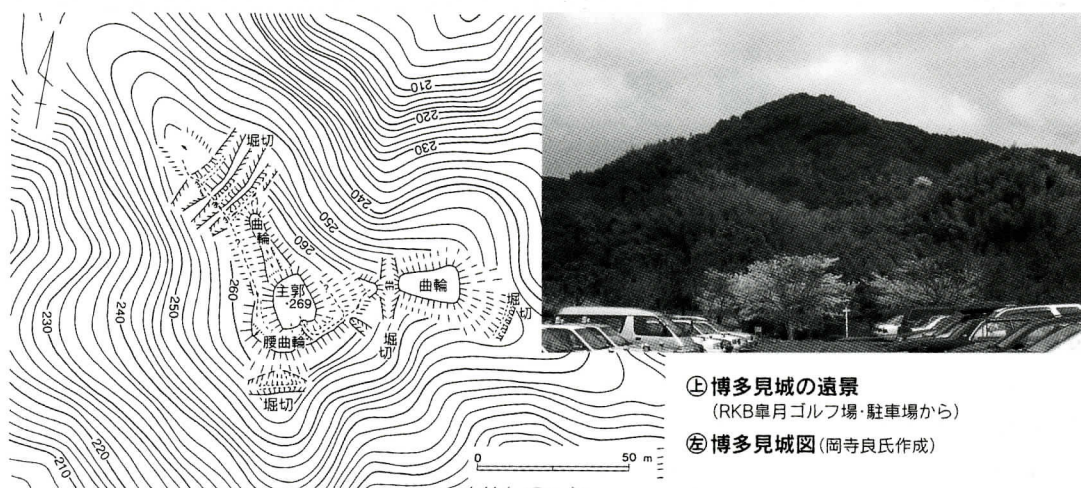 堀切
曲輪
主郭
・269
腰曲輪
堀切
堀切
曲輪
堀切
210
220
230
240
250
260
260
250
240
230
220
210
0 50 m
㊤博多見城の遠景
(RKB皐月ゴルフ場・駐車場から)
㊧博多見城図(岡寺良氏作成)